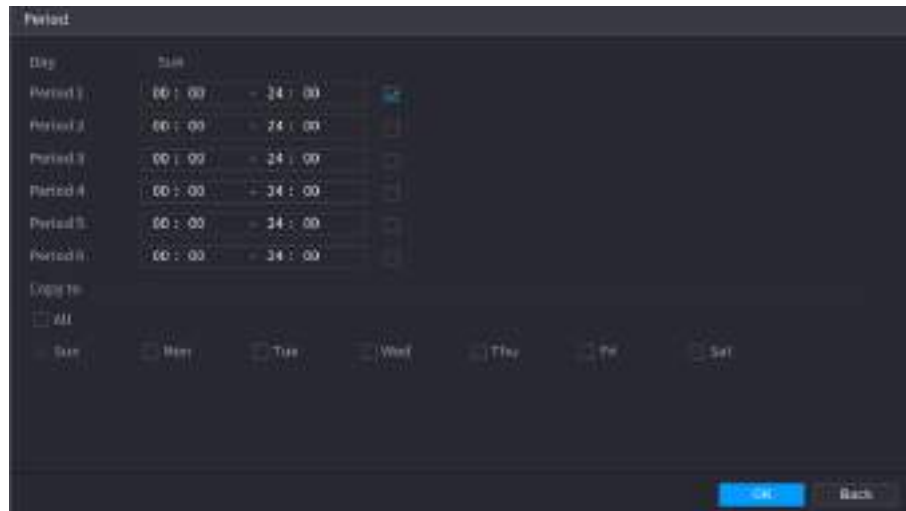 Period
Day Sun
Period 1 00 : 00 - 24 : 00
Period 2 00 : 00 - 24 : 00
Period 3 00 : 00 - 24 : 00
Period 4 00 : 00 - 24 : 00
Period 5 00 : 00 - 24 : 00
Period 6 00 : 00 - 24 : 00
Copy to
All
Sun Mon Tue Wed Thu Fri Sat
OK Back